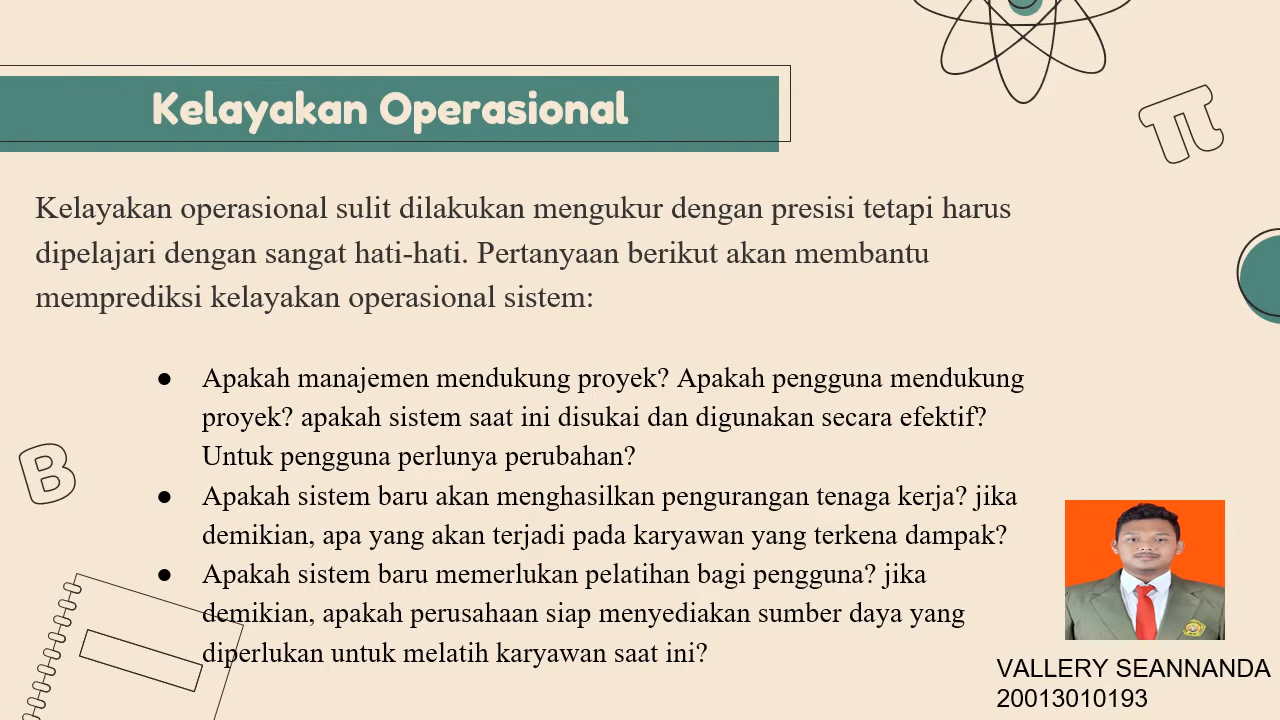 Kelayakan Operasional
Kelayakan operasional sulit dilakukan mengukur dengan presisi tetapi harus
dipelajari dengan sangat hati-hati. Pertanyaan berikut akan membantu
memprediksi kelayakan operasional sistem:
● Apakah manajemen mendukung proyek? Apakah pengguna mendukung
proyek? apakah sistem saat ini disukai dan digunakan secara efektif?
Untuk pengguna perlunya perubahan?
● Apakah sistem baru akan menghasilkan pengurangan tenaga kerja? jika
demikian, apa yang akan terjadi pada karyawan yang terkena dampak?
● Apakah sistem baru memerlukan pelatihan bagi pengguna? jika
demikian, apakah perusahaan siap menyediakan sumber daya yang
diperlukan untuk melatih karyawan saat ini?
π
B
VALLERY SEANNANDA
20013010193